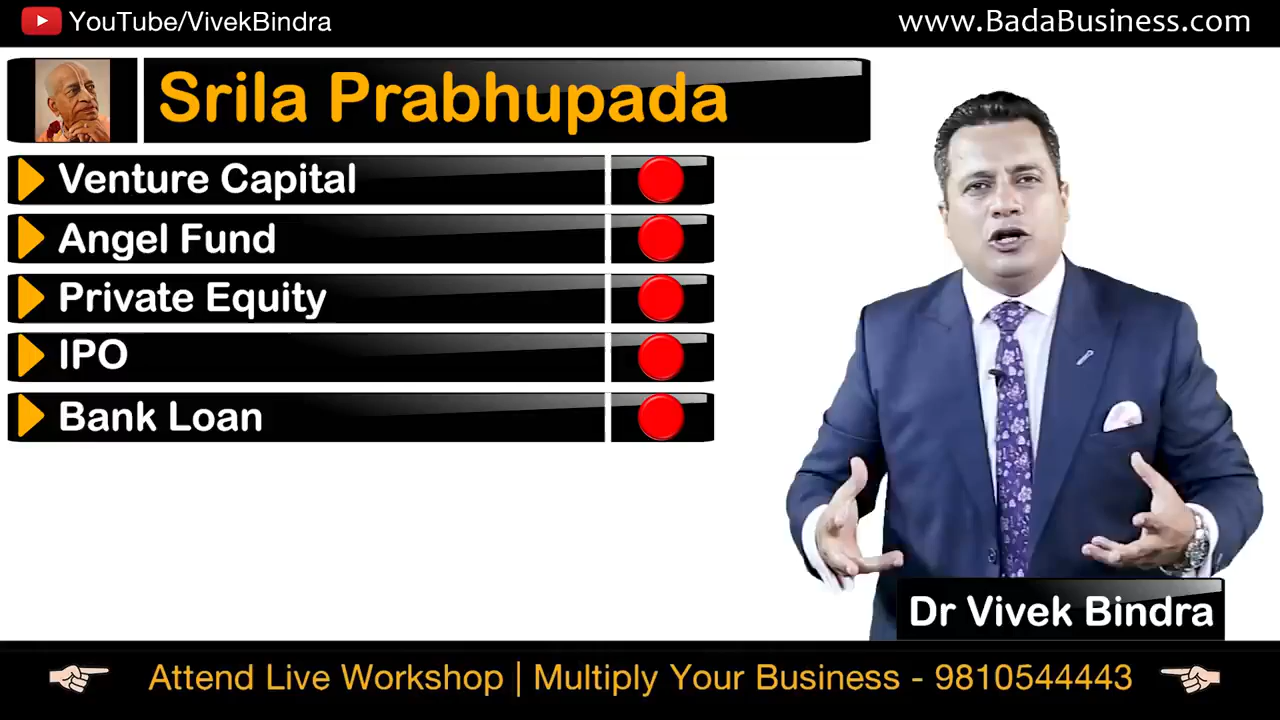 YouTube/VivekBindra
www.BadaBusiness.com
Srila Prabhupada
Venture Capital
Angel Fund
Private Equity
IPO
Bank Loan
Dr Vivek Bindra
Attend Live Workshop | Multiply Your Business - 9810544443